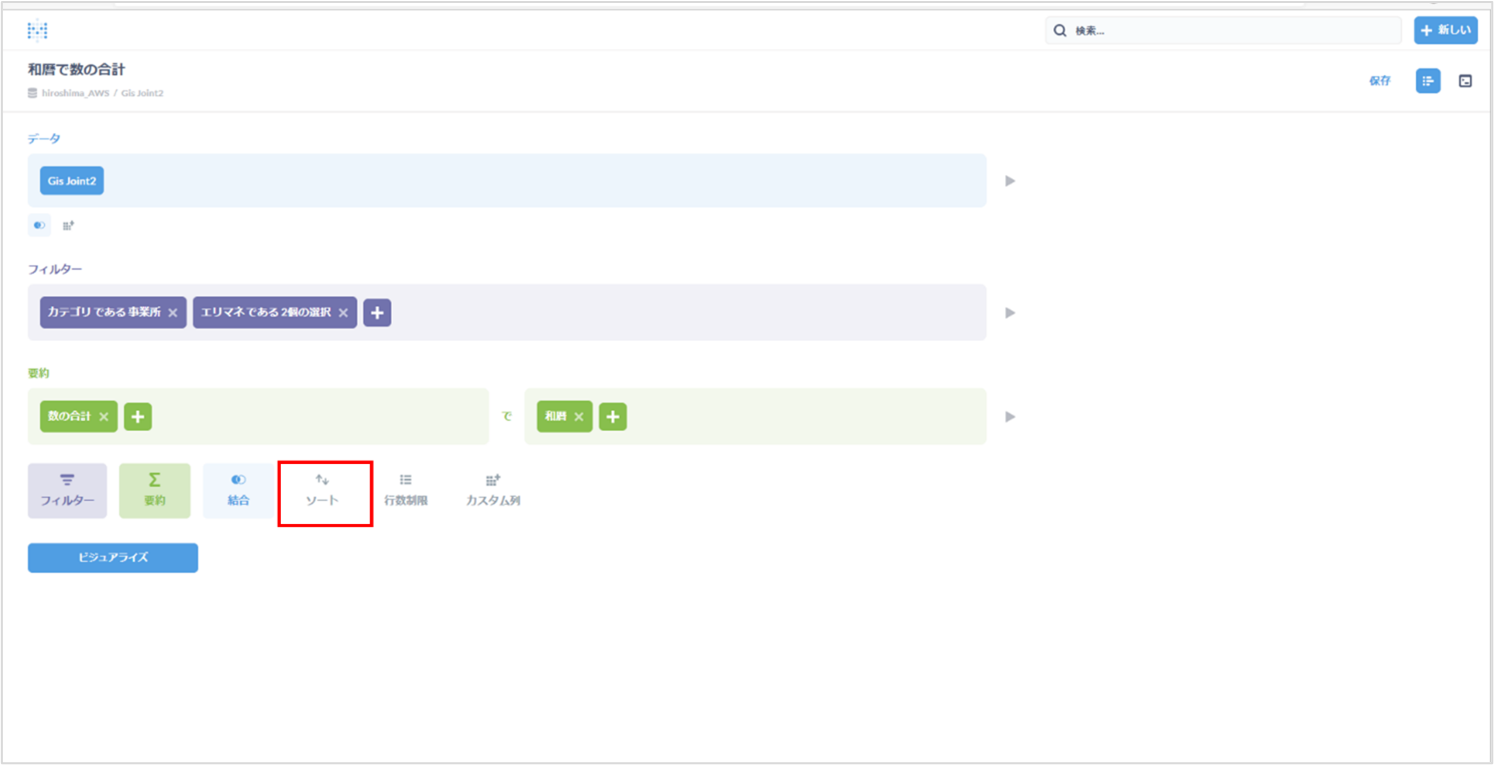 検索...
+ 新しい
和暦で数の合計
hiroshima_AWS / Gis Joint2
保存
データ
Gis Joint2
フィルター
カテゴリ である 事業所 ×
エリマネ である 2個の選択 ×
+
要約
数の合計 ×
+
で
和暦 ×
+
フィルター
要約
結合
ソート
行数制限
カスタム列
ビジュアライズ